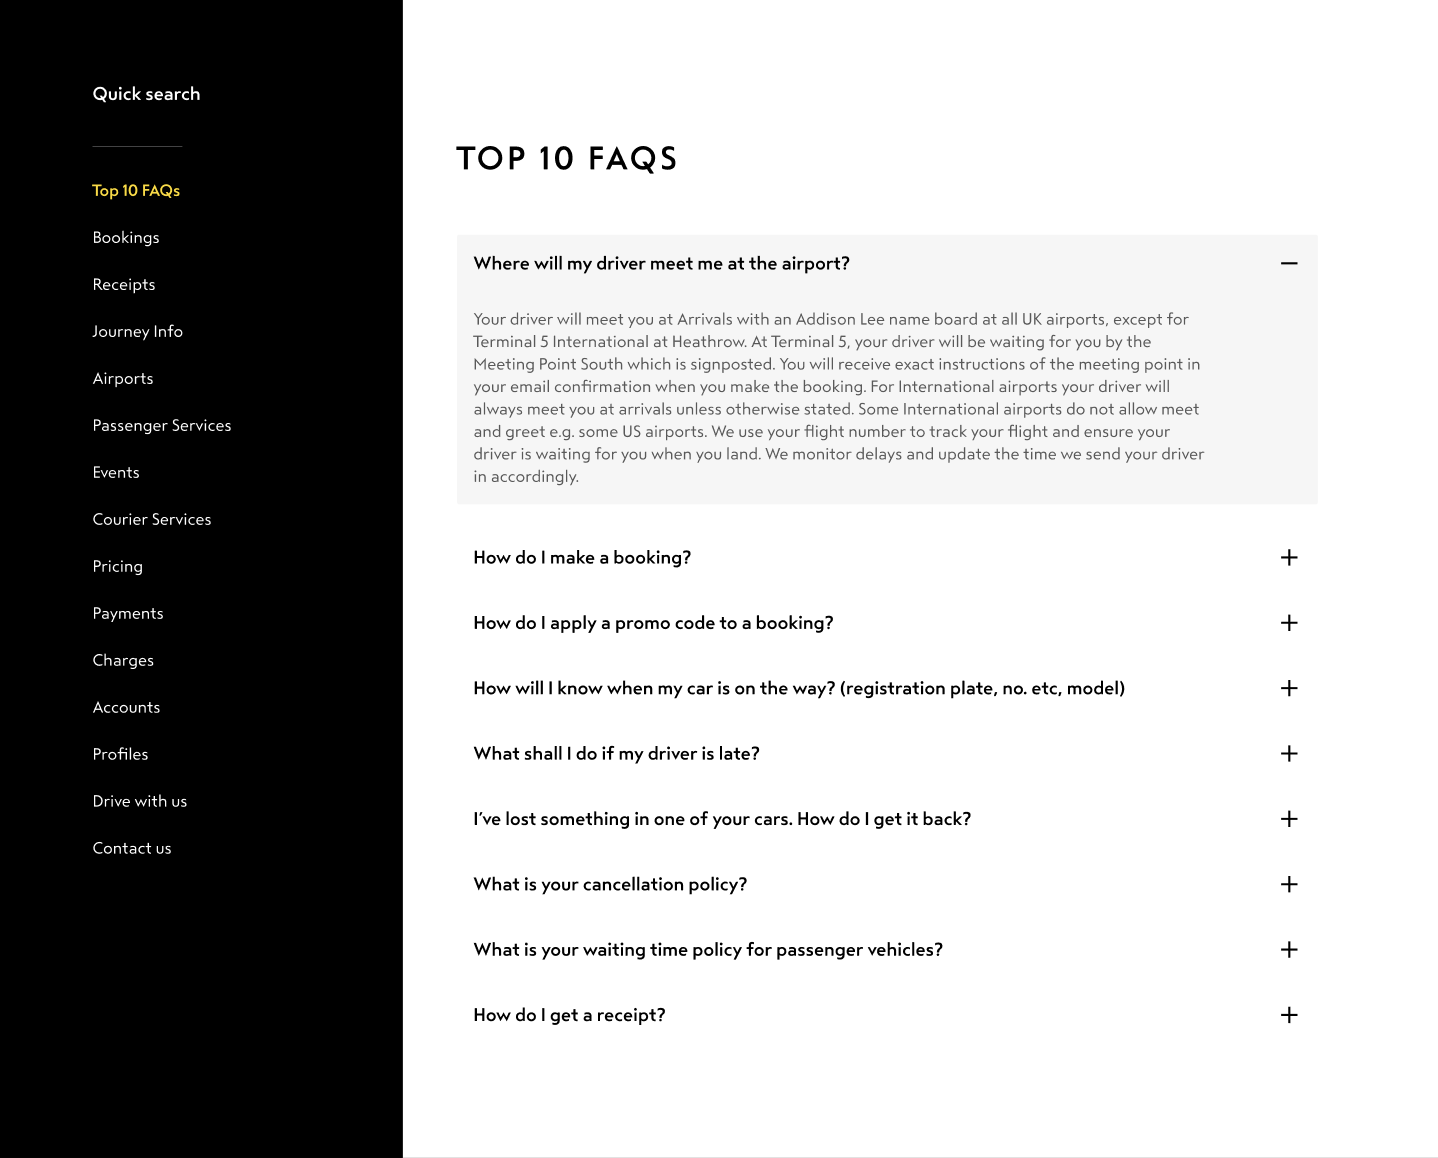 Quick search
Top 10 FAQs
Bookings
Receipts
Journey Info
Airports
Passenger Services
Events
Courier Services
Pricing
Payments
Charges
Accounts
Profiles
Drive with us
Contact us
TOP 10 FAQS
Where will my driver meet me at the airport?
Your driver will meet you at Arrivals with an Addison Lee name board at all UK airports, except for
Terminal 5 International at Heathrow. At Terminal 5, your driver will be waiting for you by the
Meeting Point South which is signposted. You will receive exact instructions of the meeting point in
your email confirmation when you make the booking. For International airports your driver will
always meet you at arrivals unless otherwise stated. Some International airports do not allow meet
and greet e.g. some US airports. We use your flight number to track your flight and ensure your
driver is waiting for you when you land. We monitor delays and update the time we send your driver
in accordingly.
How do I make a booking?
How do I apply a promo code to a booking?
How will I know when my car is on the way? (registration plate, no. etc, model)
What shall I do if my driver is late?
I've lost something in one of your cars. How do I get it back?
What is your cancellation policy?
What is your waiting time policy for passenger vehicles?
How do I get a receipt?